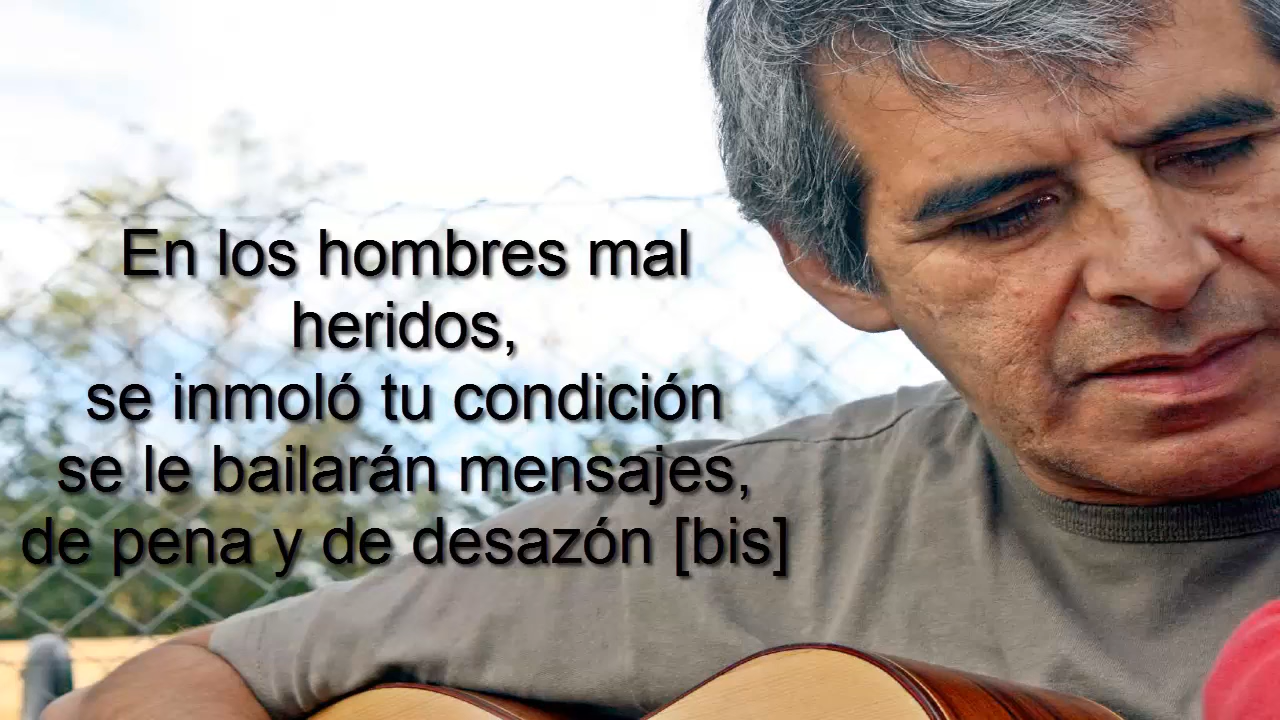 En los hombres mal
heridos,
se inmoló tu condición
se le bailarán mensajes,
de pena y de desazón [bis]